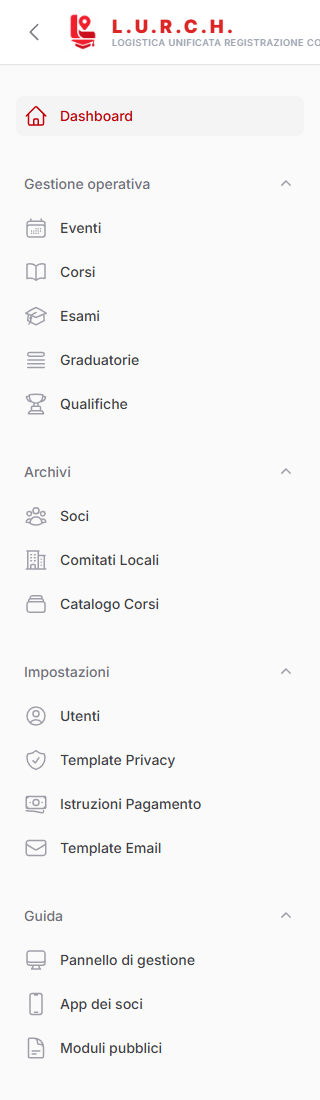 L.U.R.C.H.
LOGISTICA UNIFICATA REGISTRAZIONE CO
Dashboard
Gestione operativa
Eventi
Corsi
Esami
Graduatorie
Qualifiche
Archivi
Soci
Comitati Locali
Catalogo Corsi
Impostazioni
Utenti
Template Privacy
Istruzioni Pagamento
Template Email
Guida
Pannello di gestione
App dei soci
Moduli pubblici